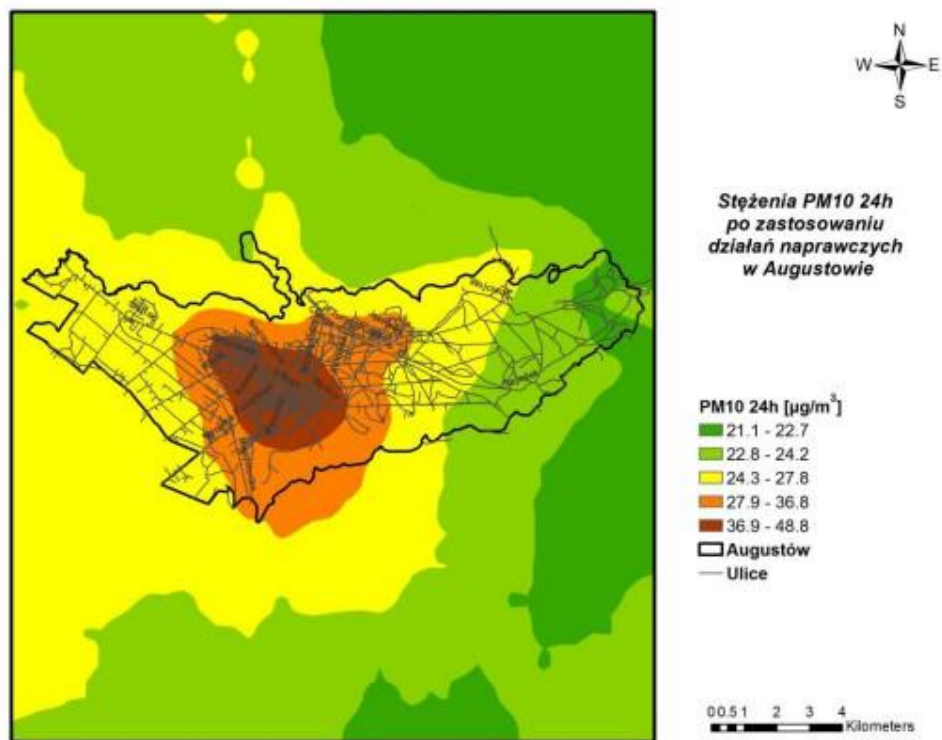 N
W E
S
Stężenia PM10 24h
po zastosowaniu
działań naprawczych
w Augustowie
PM10 24h [µg/m³]
21.1 - 22.7
22.8 - 24.2
24.3 - 27.8
27.9 - 36.8
36.9 - 48.8
Augustów
Ulice
0 0.5 1 2 3 4
Kilometers